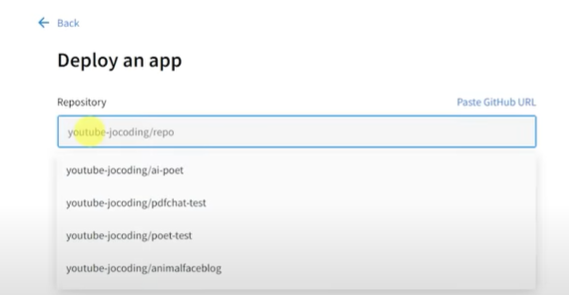 ← Back
Deploy an app
Repository Paste GitHub URL
youtube-jocoding/repo
youtube-jocoding/ai-poet
youtube-jocoding/pdfchat-test
youtube-jocoding/poet-test
youtube-jocoding/animalfaceblog